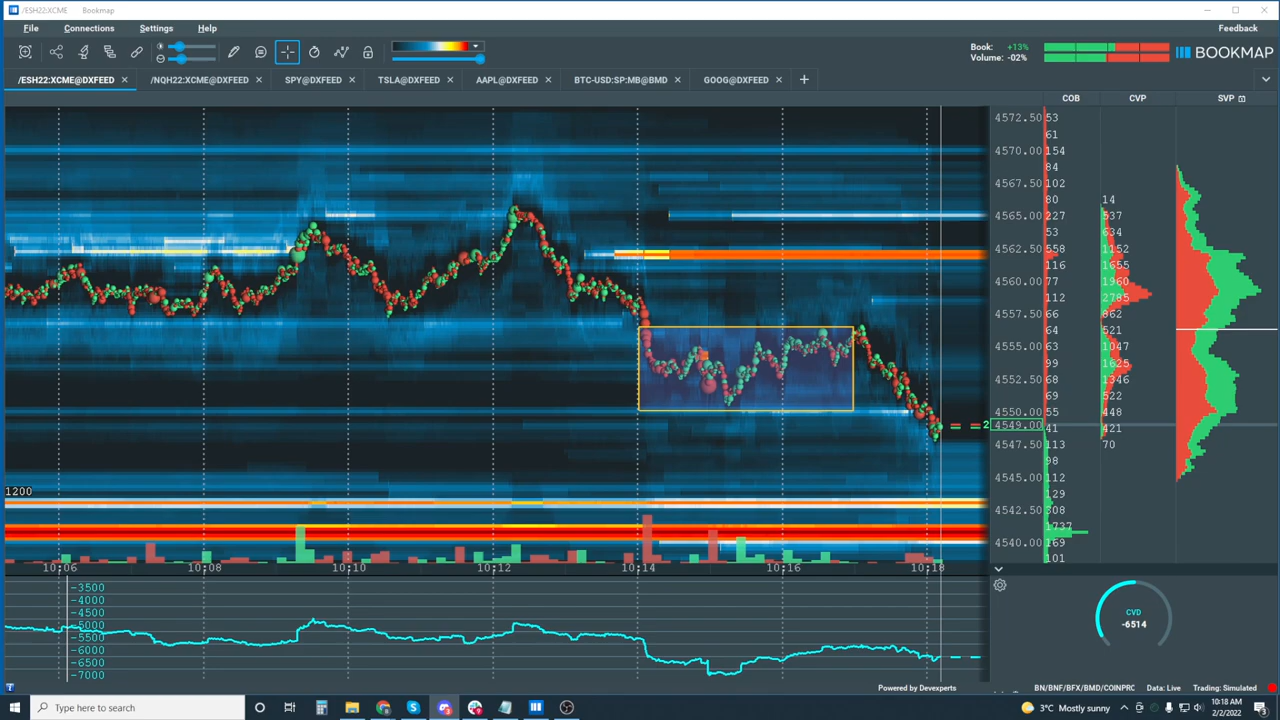 /ESH22:XCME Bookmap
File Connections Settings Help
Feedback
Book: +13%
Volume: -02%
BOOKMAP
/ESH22:XCME@DXFEED × /NQH22:XCME@DXFEED × SPY@DXFEED × TSLA@DXFEED × AAPL@DXFEED × BTC-USD:SP:MB@BMD × GOOG@DXFEED × +
COB CVP SVP
4572.50 53
61
4570.00 154
84
4567.50 102
80 14
4565.00 227 537
53 634
4562.50 558 1152
116 1655
4560.00 77 1960
112 2785
4557.50 66 862
64 521
4555.00 63 1047
99 1625
4552.50 68 1346
69 522
4550.00 55 448
2 4549.00 41 421
4547.50 113 70
98
4545.00 112
1200
129
4542.50 308
1737
4540.00 169
101
10:06 10:08 10:10 10:12 10:14 10:16 10:18
-3500
-4500
-4000
-4500
-5000
-5500
-6000
-6500
-7000
CVD
-6514
Powered by Devexperts
BN/BNF/BFX/BMD/COINPRC Data: Live Trading: Simulated
Type here to search
3°C Mostly sunny
10:18 AM
2/2/2022
3